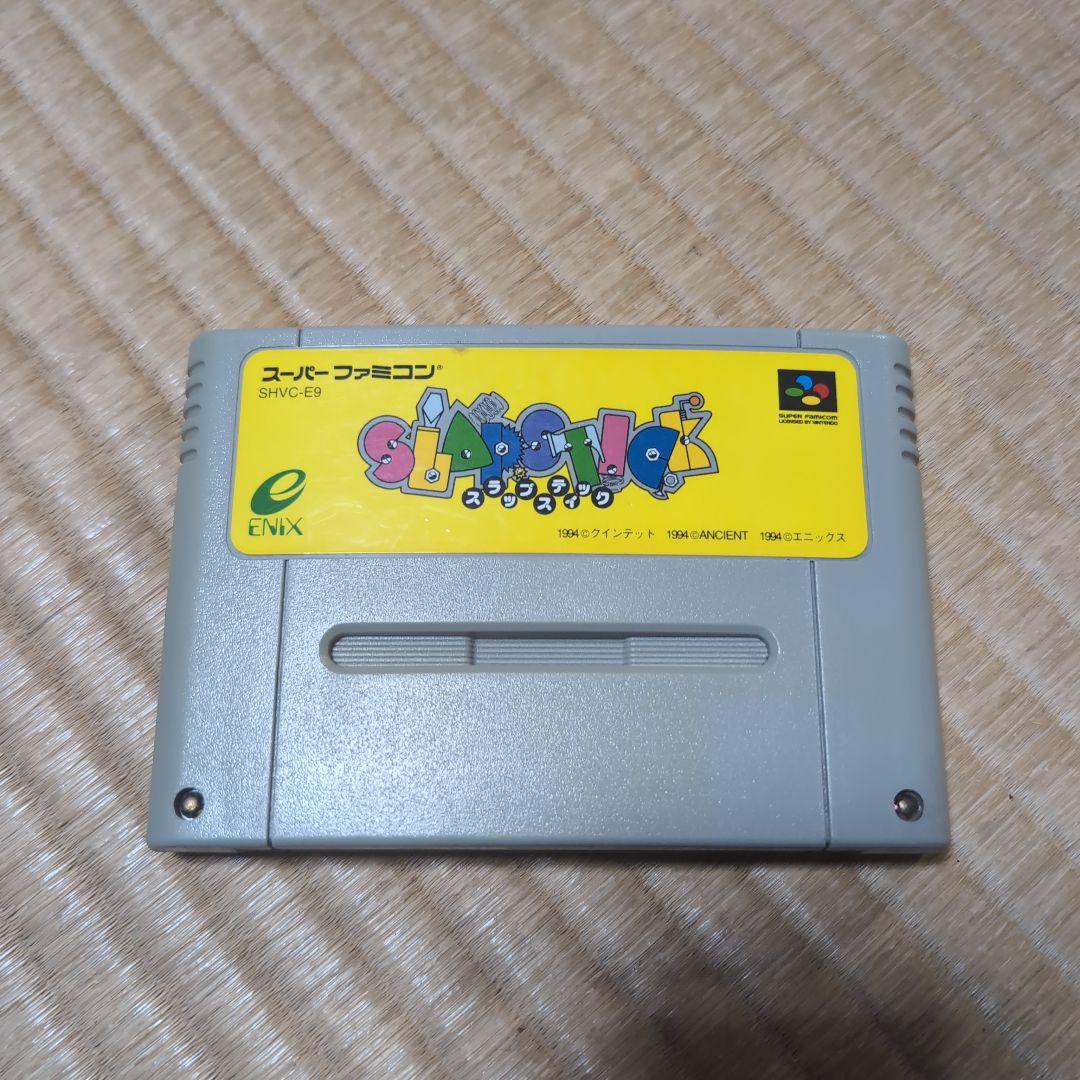 スーパーファミコン®
SHVC-E9
SLAPSTICK
スラップスティック
SUPER FAMICOM
LICENSED BY NINTENDO
e
ENIX
1994©クインテット 1994©ANCIENT 1994©エニックス